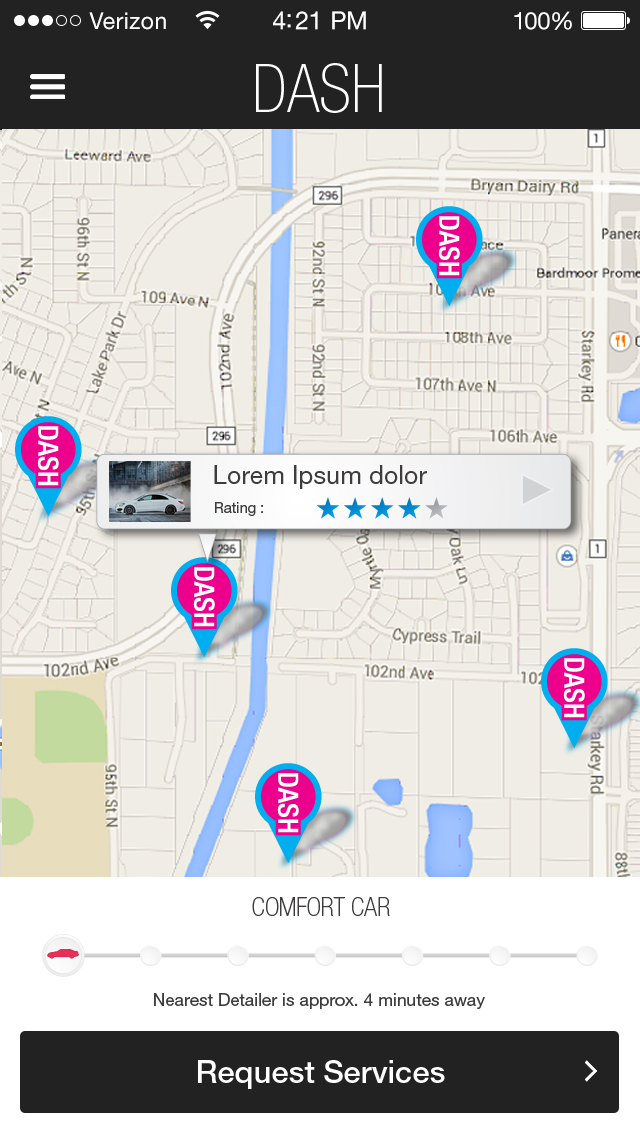 Verizon 4:21 PM 100%
DASH
Leeward Ave
1
296
Bryan Dairy Rd
96th St N
92nd St N
DASH
Bardmoor Prome
109 Ave N
Lake Park Dr
102nd Ave
92nd St N
108th Ave
Starkey Rd
Ave N
107th Ave N
296
106th Ave
DASH
Lorem Ipsum dolor
Rating :
296
1
DASH
Oak Ln
Cypress Trail
102nd Ave
102nd Ave
DASH
Starkey Rd
95th St N
DASH
COMFORT CAR
Nearest Detailer is approx. 4 minutes away
Request Services